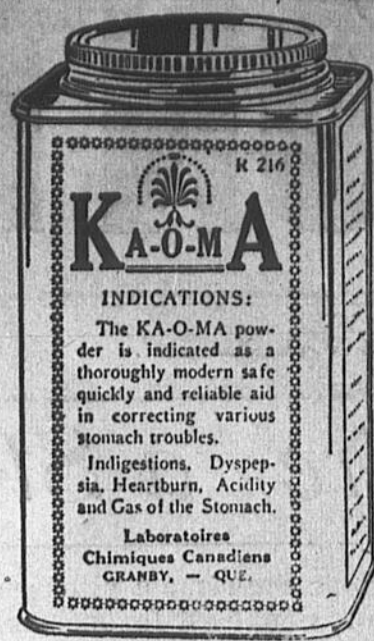 R 216
KA-O-MA
INDICATIONS:
The KA-O-MA pow-
der is indicated as a
thoroughly modern safe
quickly and reliable aid
in correcting various
stomach troubles.
Indigestions, Dyspep-
sia, Heartburn, Acidity
and Gas of the Stomach.
Laboratoires
Chimiques Canadiens
GRANBY, — QUE.